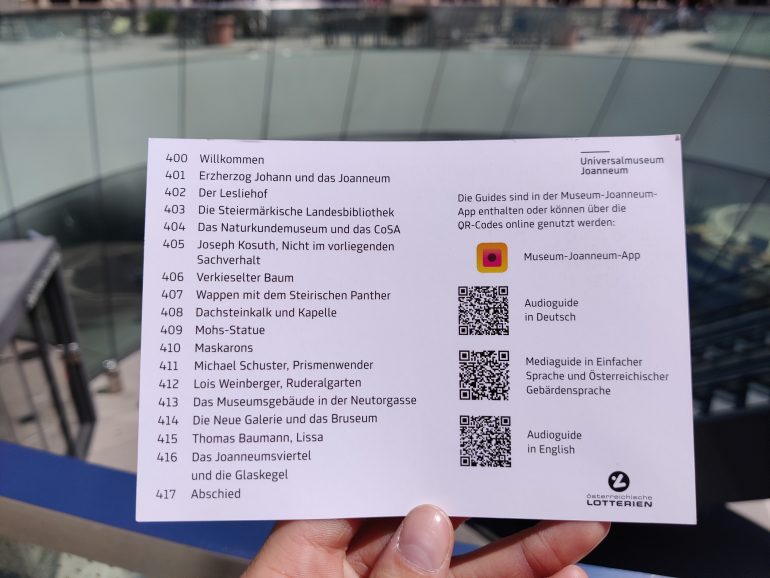 400 Willkommen
401 Erzherzog Johann und das Joanneum
402 Der Lesliehof
403 Die Steiermärkische Landesbibliothek
404 Das Naturkundemuseum und das CoSA
405 Joseph Kosuth, Nicht im vorliegenden
Sachverhalt
406 Verkieselter Baum
407 Wappen mit dem Steirischen Panther
408 Dachsteinkalk und Kapelle
409 Mohs-Statue
410 Maskarons
411 Michael Schuster, Prismenwender
412 Lois Weinberger, Ruderalgarten
413 Das Museumsgebäude in der Neutorgasse
414 Die Neue Galerie und das Bruseum
415 Thomas Baumann, Lissa
416 Das Joanneumsviertel
und die Glaskegel
417 Abschied
Universalmuseum
Joanneum
Die Guides sind in der Museum-Joanneum-
App enthalten oder können über die
QR-Codes online genutzt werden:
Museum-Joanneum-App
Audioguide
in Deutsch
Mediaguide in Einfacher
Sprache und Österreichischer
Gebärdensprache
Audioguide
in English
österreichische
LOTTERIEN